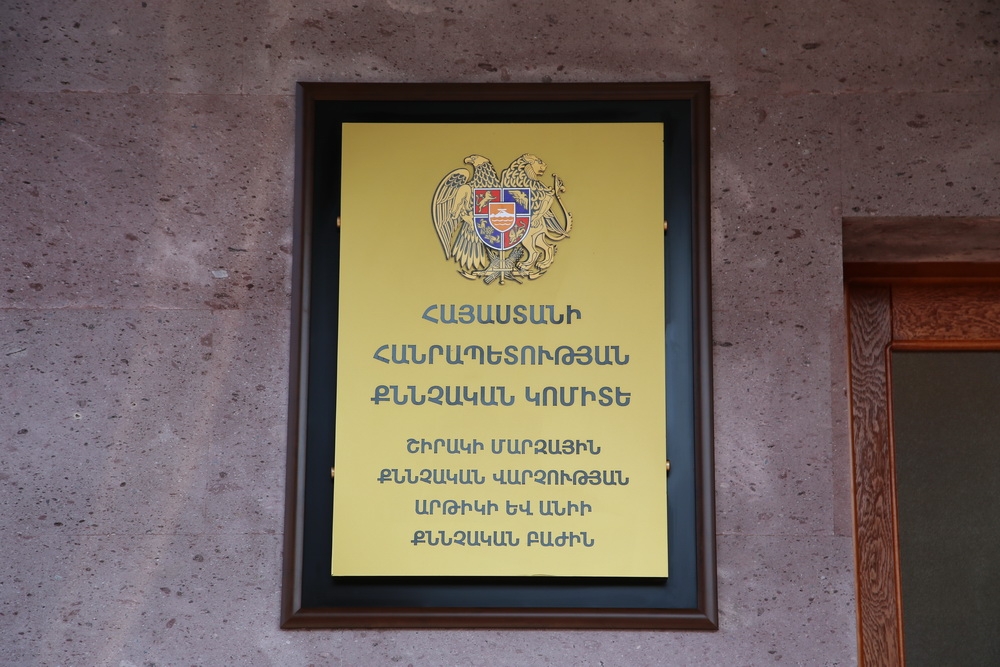 ՀԱՅԱՍՏԱՆԻ
ՀԱՆՐԱՊԵՏՈՒԹՅԱՆ
ՔՆՆՉԱԿԱՆ ԿՈՄԻՏԵ
ՇԻՐԱԿԻ ՄԱՐԶԱՅԻՆ
ՔՆՆՉԱԿԱՆ ՎԱՐՉՈՒԹՅԱՆ
ԱՐԹԻԿԻ ԵՎ ԱՆԻԻ
ՔՆՆՉԱԿԱՆ ԲԱԺԻՆ